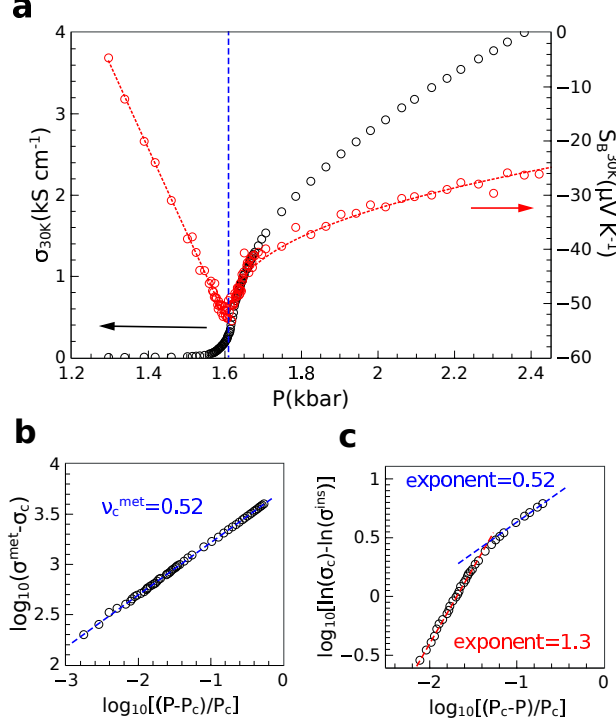 a
4
3
2
1
0
σ30K(kS cm-1)
0
−10
−20
−30
−40
−50
−60
SB30K(μV K-1)
1.2 1.4 1.6 1.8 2 2.2 2.4
P(kbar)
b
4
3.5
3
2.5
2
log10(σmet-σc)
νcmet=0.52
−3 −2 −1 0
log10[(P-Pc)/Pc]
c
1
0.5
0
−0.5
log10[ln(σc)-ln(σins)]
exponent=0.52
exponent=1.3
−2 −1 0
log10[(Pc-P)/Pc]